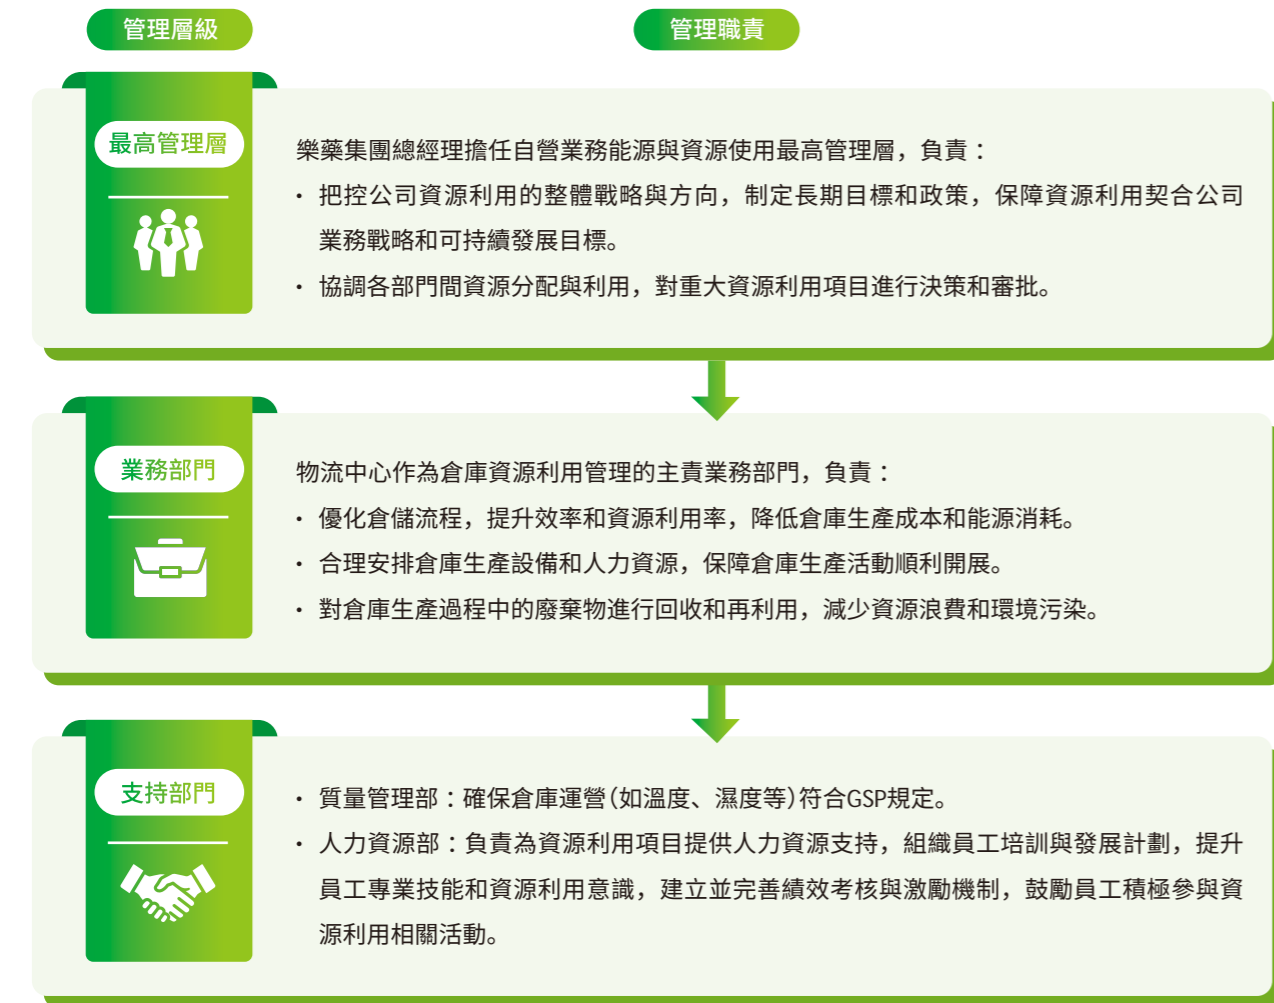 管理層級
管理職責
最高管理層
樂藥集團總經理擔任自營業務能源與資源使用最高管理層，負責：
• 把控公司資源利用的整體戰略與方向，制定長期目標和政策，保障資源利用契合公司
業務戰略和可持續發展目標。
• 協調各部門間資源分配與利用，對重大資源利用項目進行決策和審批。
業務部門
物流中心作為倉庫資源利用管理的主責業務部門，負責：
• 優化倉儲流程，提升效率和資源利用率，降低倉庫生產成本和能源消耗。
• 合理安排倉庫生產設備和人力資源，保障倉庫生產活動順利開展。
• 對倉庫生產過程中的廢棄物進行回收和再利用，減少資源浪費和環境污染。
支持部門
• 質量管理部：確保倉庫運營(如溫度、濕度等)符合GSP規定。
• 人力資源部：負責為資源利用項目提供人力資源支持，組織員工培訓與發展計劃，提升
員工專業技能和資源利用意識，建立並完善績效考核與激勵機制，鼓勵員工積極參與資
源利用相關活動。